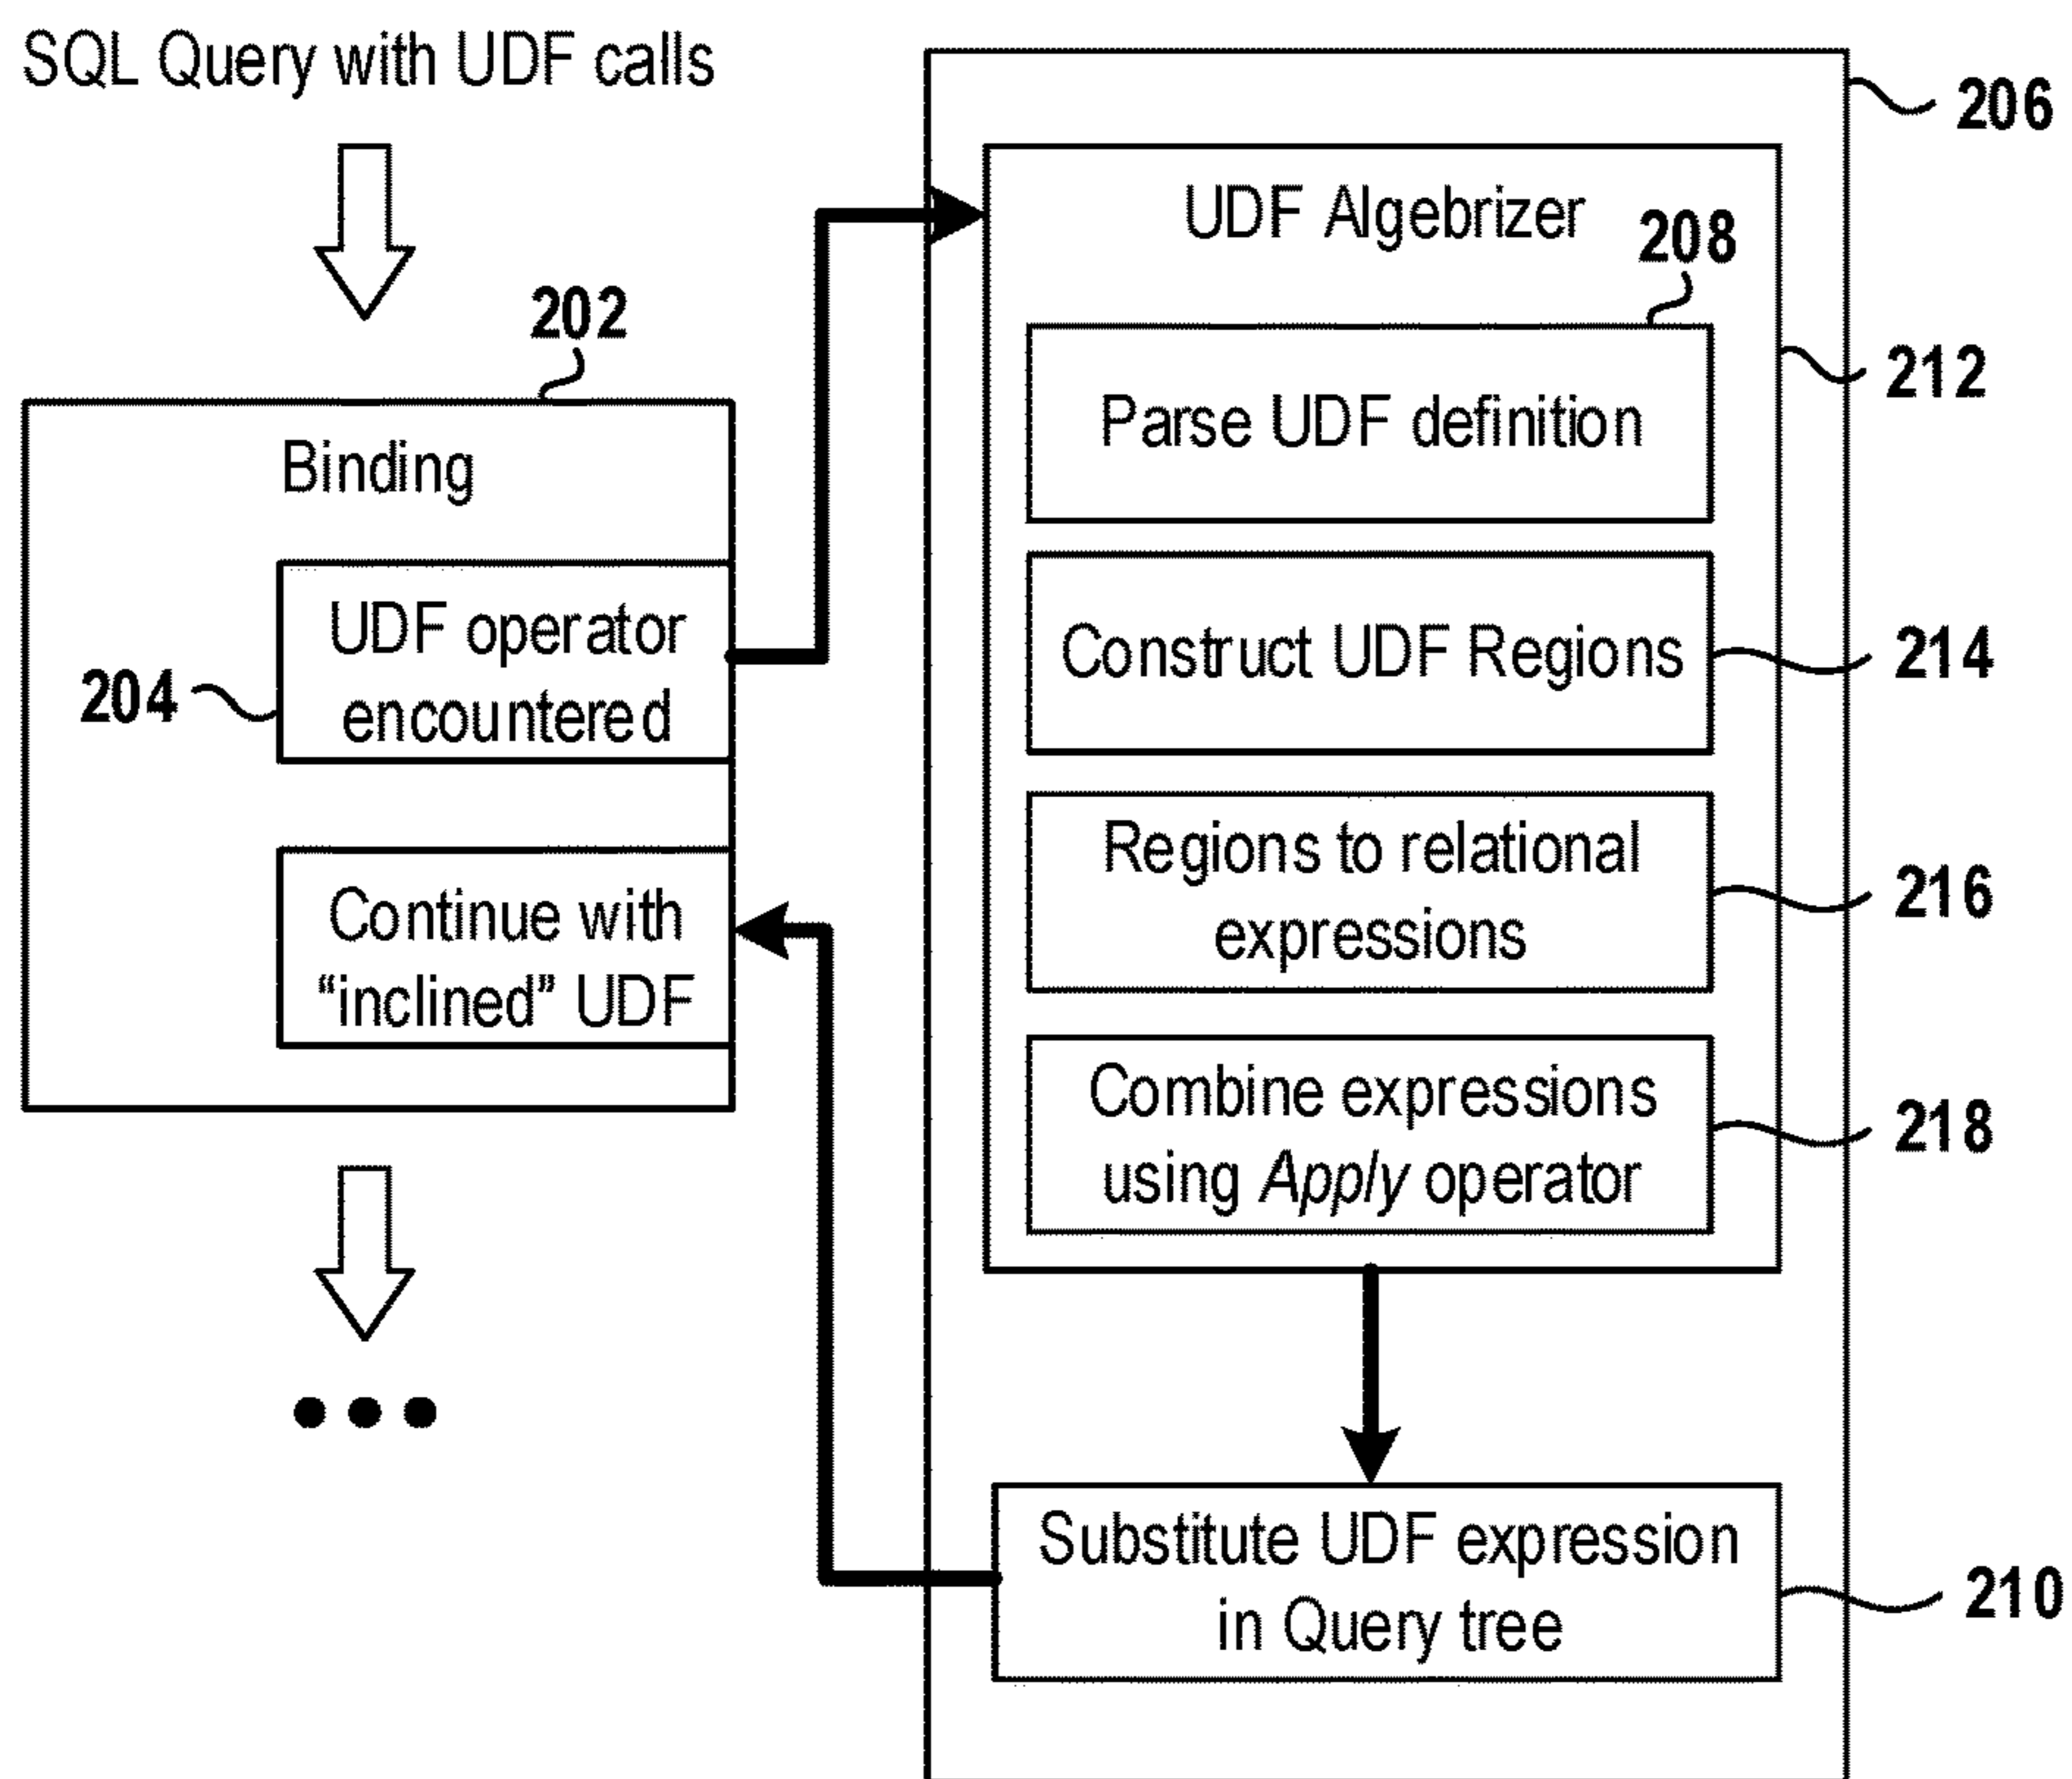 SQL Query with UDF calls
202
Binding
UDF operator
encountered
204
Continue with
“inclined” UDF
206
UDF Algebrizer
208
212
Parse UDF definition
Construct UDF Regions
214
Regions to relational
expressions
216
Combine expressions
using Apply operator
218
Substitute UDF expression
in Query tree
210